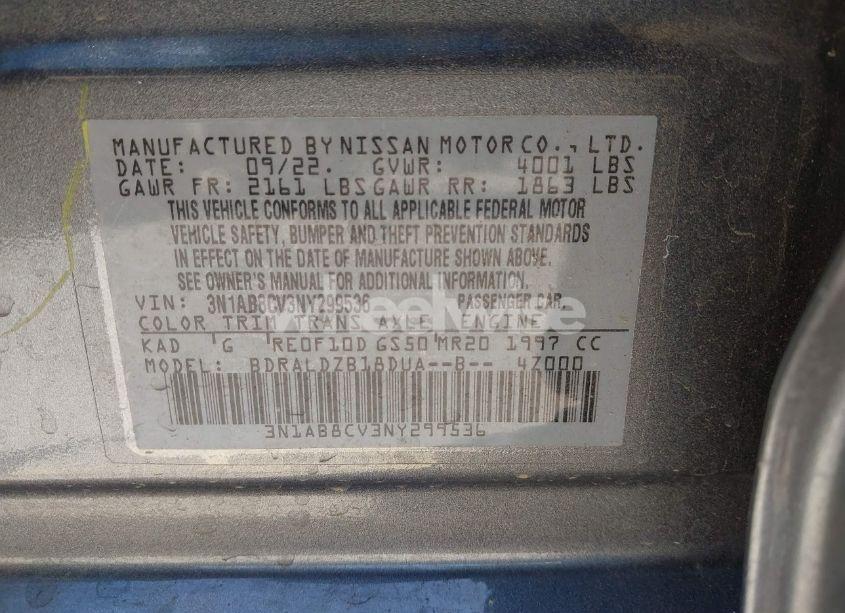 MANUFACTURED BY NISSAN MOTOR CO., LTD.
DATE: 09/22. GVWR: 4001 LBS
GAWR FR: 2161 LBS GAWR RR: 1863 LBS
THIS VEHICLE CONFORMS TO ALL APPLICABLE FEDERAL MOTOR
VEHICLE SAFETY, BUMPER AND THEFT PREVENTION STANDARDS
IN EFFECT ON THE DATE OF MANUFACTURE SHOWN ABOVE.
SEE OWNER'S MANUAL FOR ADDITIONAL INFORMATION.
VIN: 3N1AB8CV3NY299536 PASSENGER CAR
COLOR TRIM TRANS AXLE ENGINE
KAD G RE0F10D GS50 MR20 1997 CC
MODEL: BDRALDZB18DUA--B-- 4Z000
3N1AB8CV3NY299536